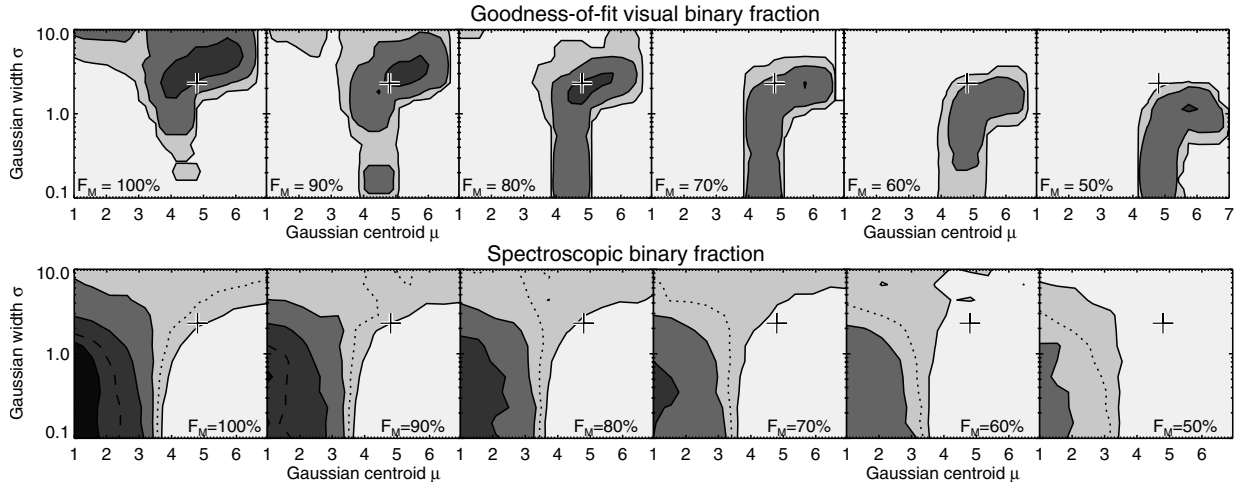 Goodness-of-fit visual binary fraction
Gaussian width σ
10.0
1.0
0.1
F_M = 100%
F_M = 90%
F_M = 80%
F_M = 70%
F_M = 60%
F_M = 50%
1 2 3 4 5 6 1 2 3 4 5 6 1 2 3 4 5 6 1 2 3 4 5 6 1 2 3 4 5 6 1 2 3 4 5 6 7
Gaussian centroid μ Gaussian centroid μ Gaussian centroid μ
Spectroscopic binary fraction
Gaussian width σ
10.0
1.0
0.1
F_M=100%
F_M=90%
F_M=80%
F_M=70%
F_M=60%
F_M=50%
1 2 3 4 5 6 1 2 3 4 5 6 1 2 3 4 5 6 1 2 3 4 5 6 1 2 3 4 5 6 1 2 3 4 5 6
Gaussian centroid μ Gaussian centroid μ Gaussian centroid μ